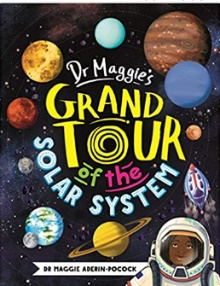 Dr Maggie's
GRAND
TOUR
of the
SOLAR SYSTEM
DR MAGGIE ADERIN-POCOCK